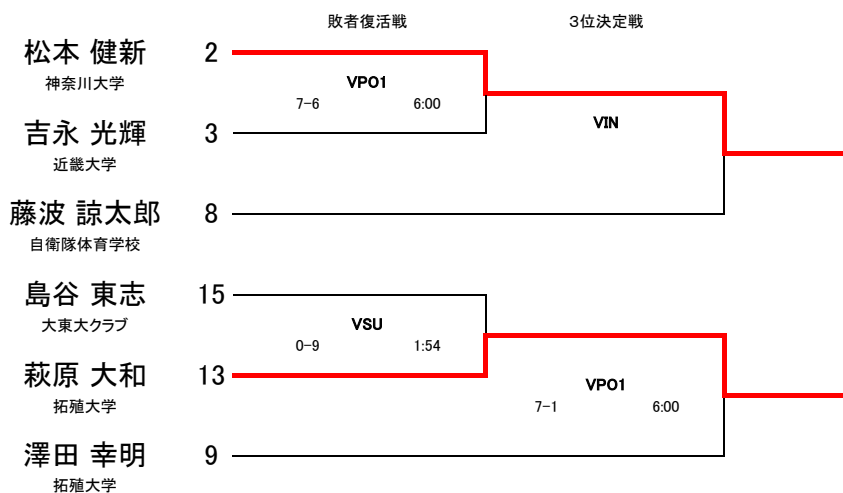 敗者復活戦 3位決定戦
松本 健新 2
神奈川大学
VPO1
7-6 6:00
VIN
吉永 光輝 3
近畿大学
藤波 諒太郎 8
自衛隊体育学校
島谷 東志 15
大東大クラブ
VSU
0-9 1:54
萩原 大和 13
拓殖大学
VPO1
7-1 6:00
澤田 幸明 9
拓殖大学